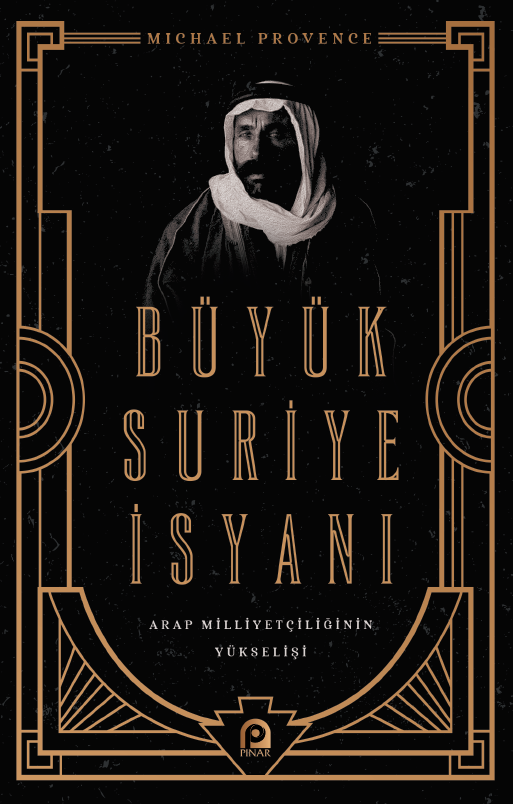 MICHAEL PROVENCE
BÜYÜK
SURİYE
İSYANI
ARAP MİLLİYETÇİLİĞİNİN
YÜKSELİŞİ
PINAR